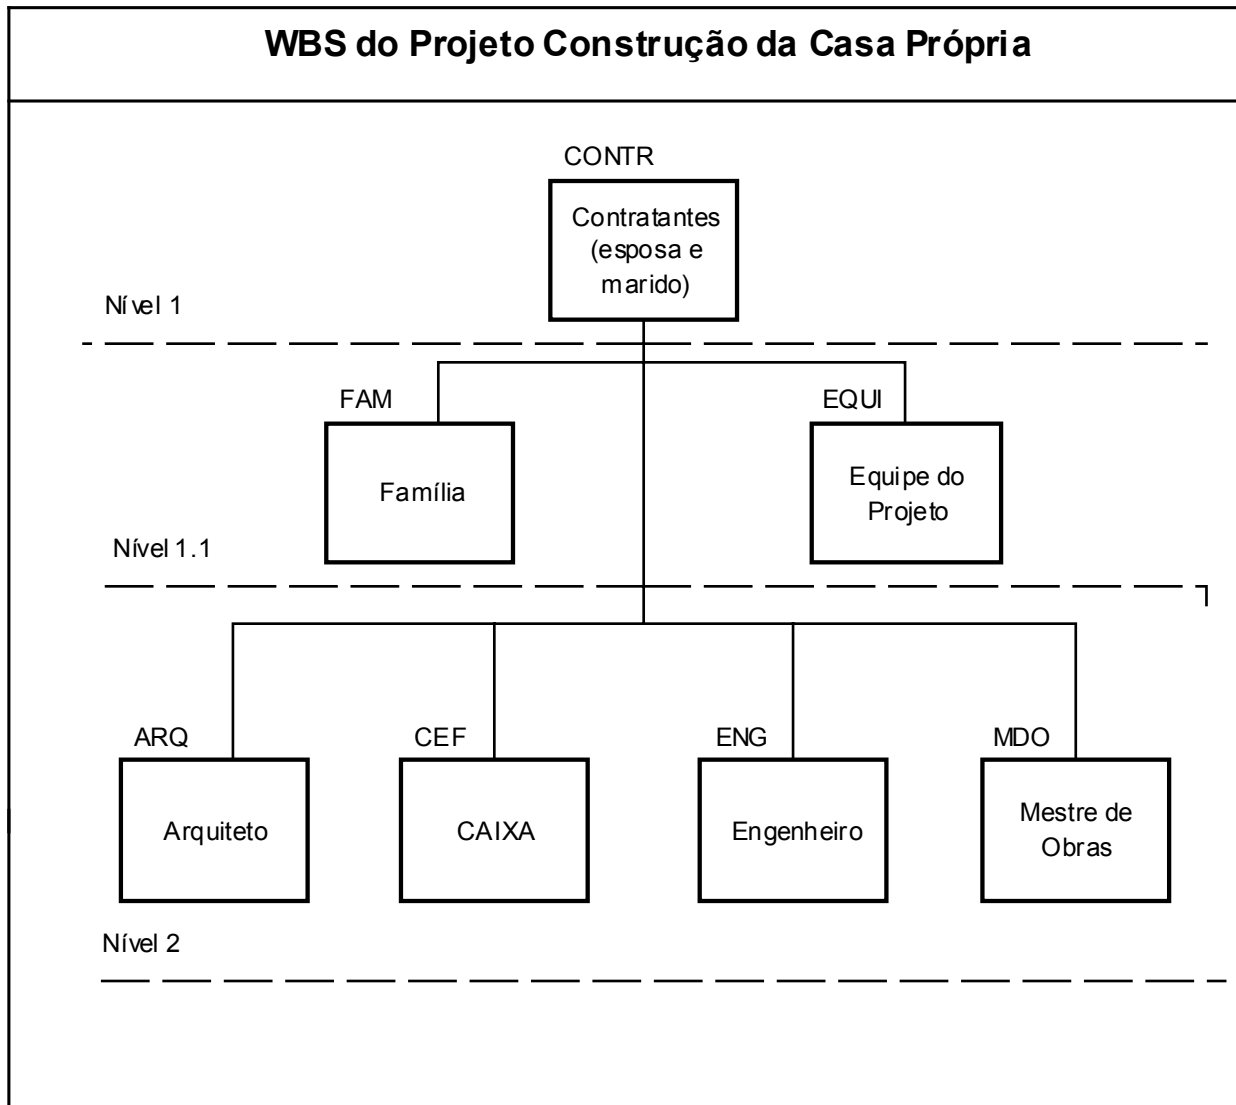 WBS do Projeto Construção da Casa Própria
CONTR
Contratantes
(esposa e
marido)
Nível 1
FAM
EQUI
Família
Equipe do
Projeto
Nível 1.1
ARQ
CEF
ENG
MDO
Arquiteto
CAIXA
Engenheiro
Mestre de
Obras
Nível 2